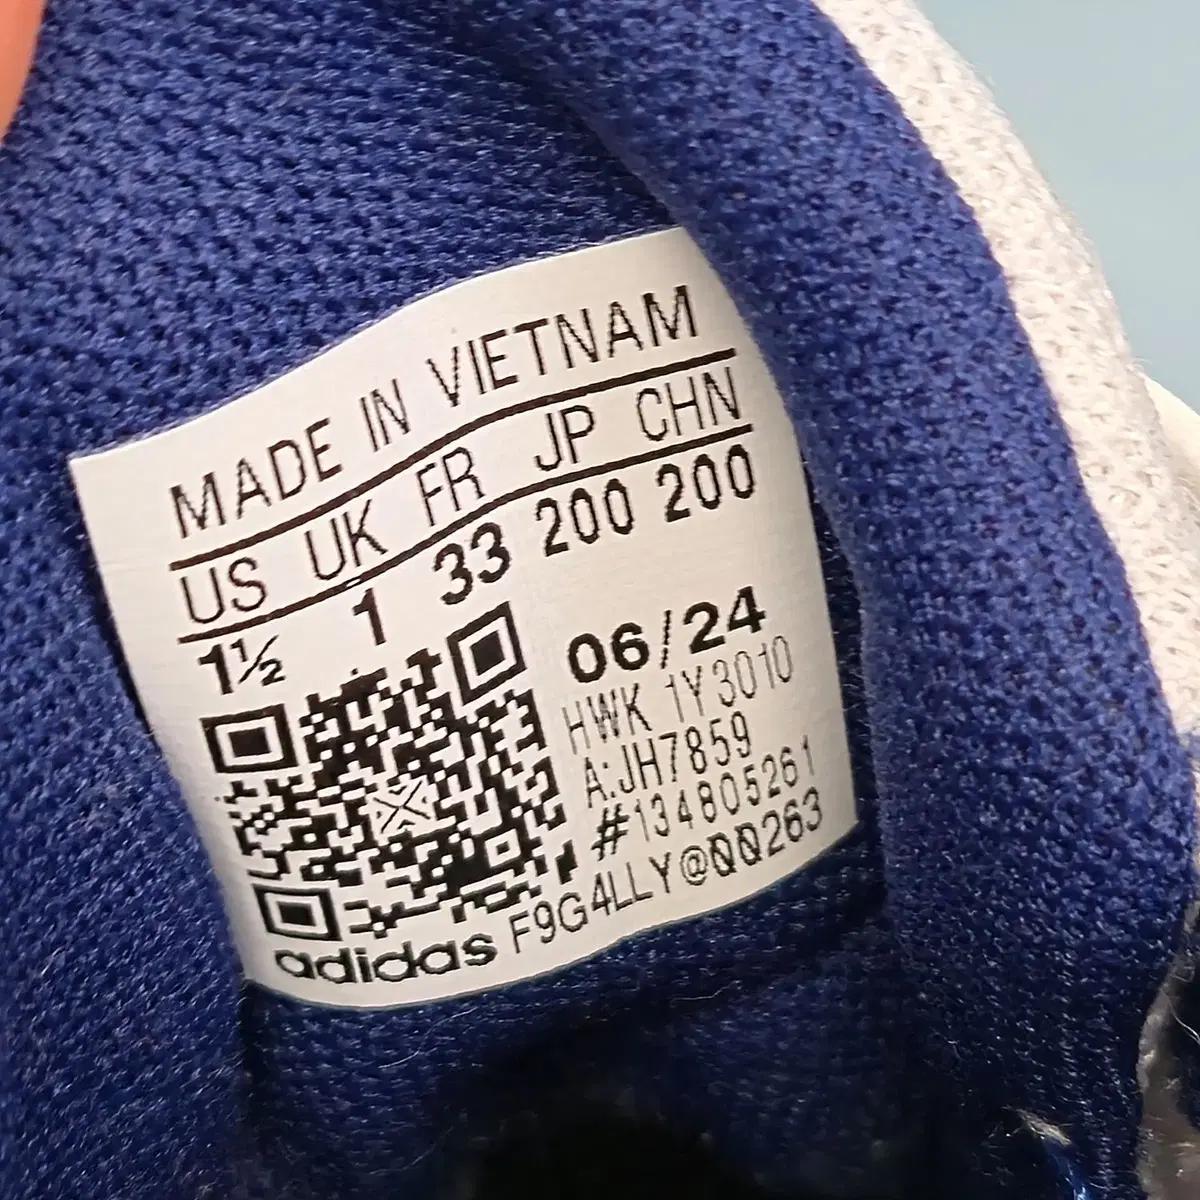 MADE IN VIETNAM
US UK FR JP CHN
1½ 1 33 200 200
06/24
HWK 1Y3010
A:JH7859
#134805261
adidas F9G4LLY@QQ263